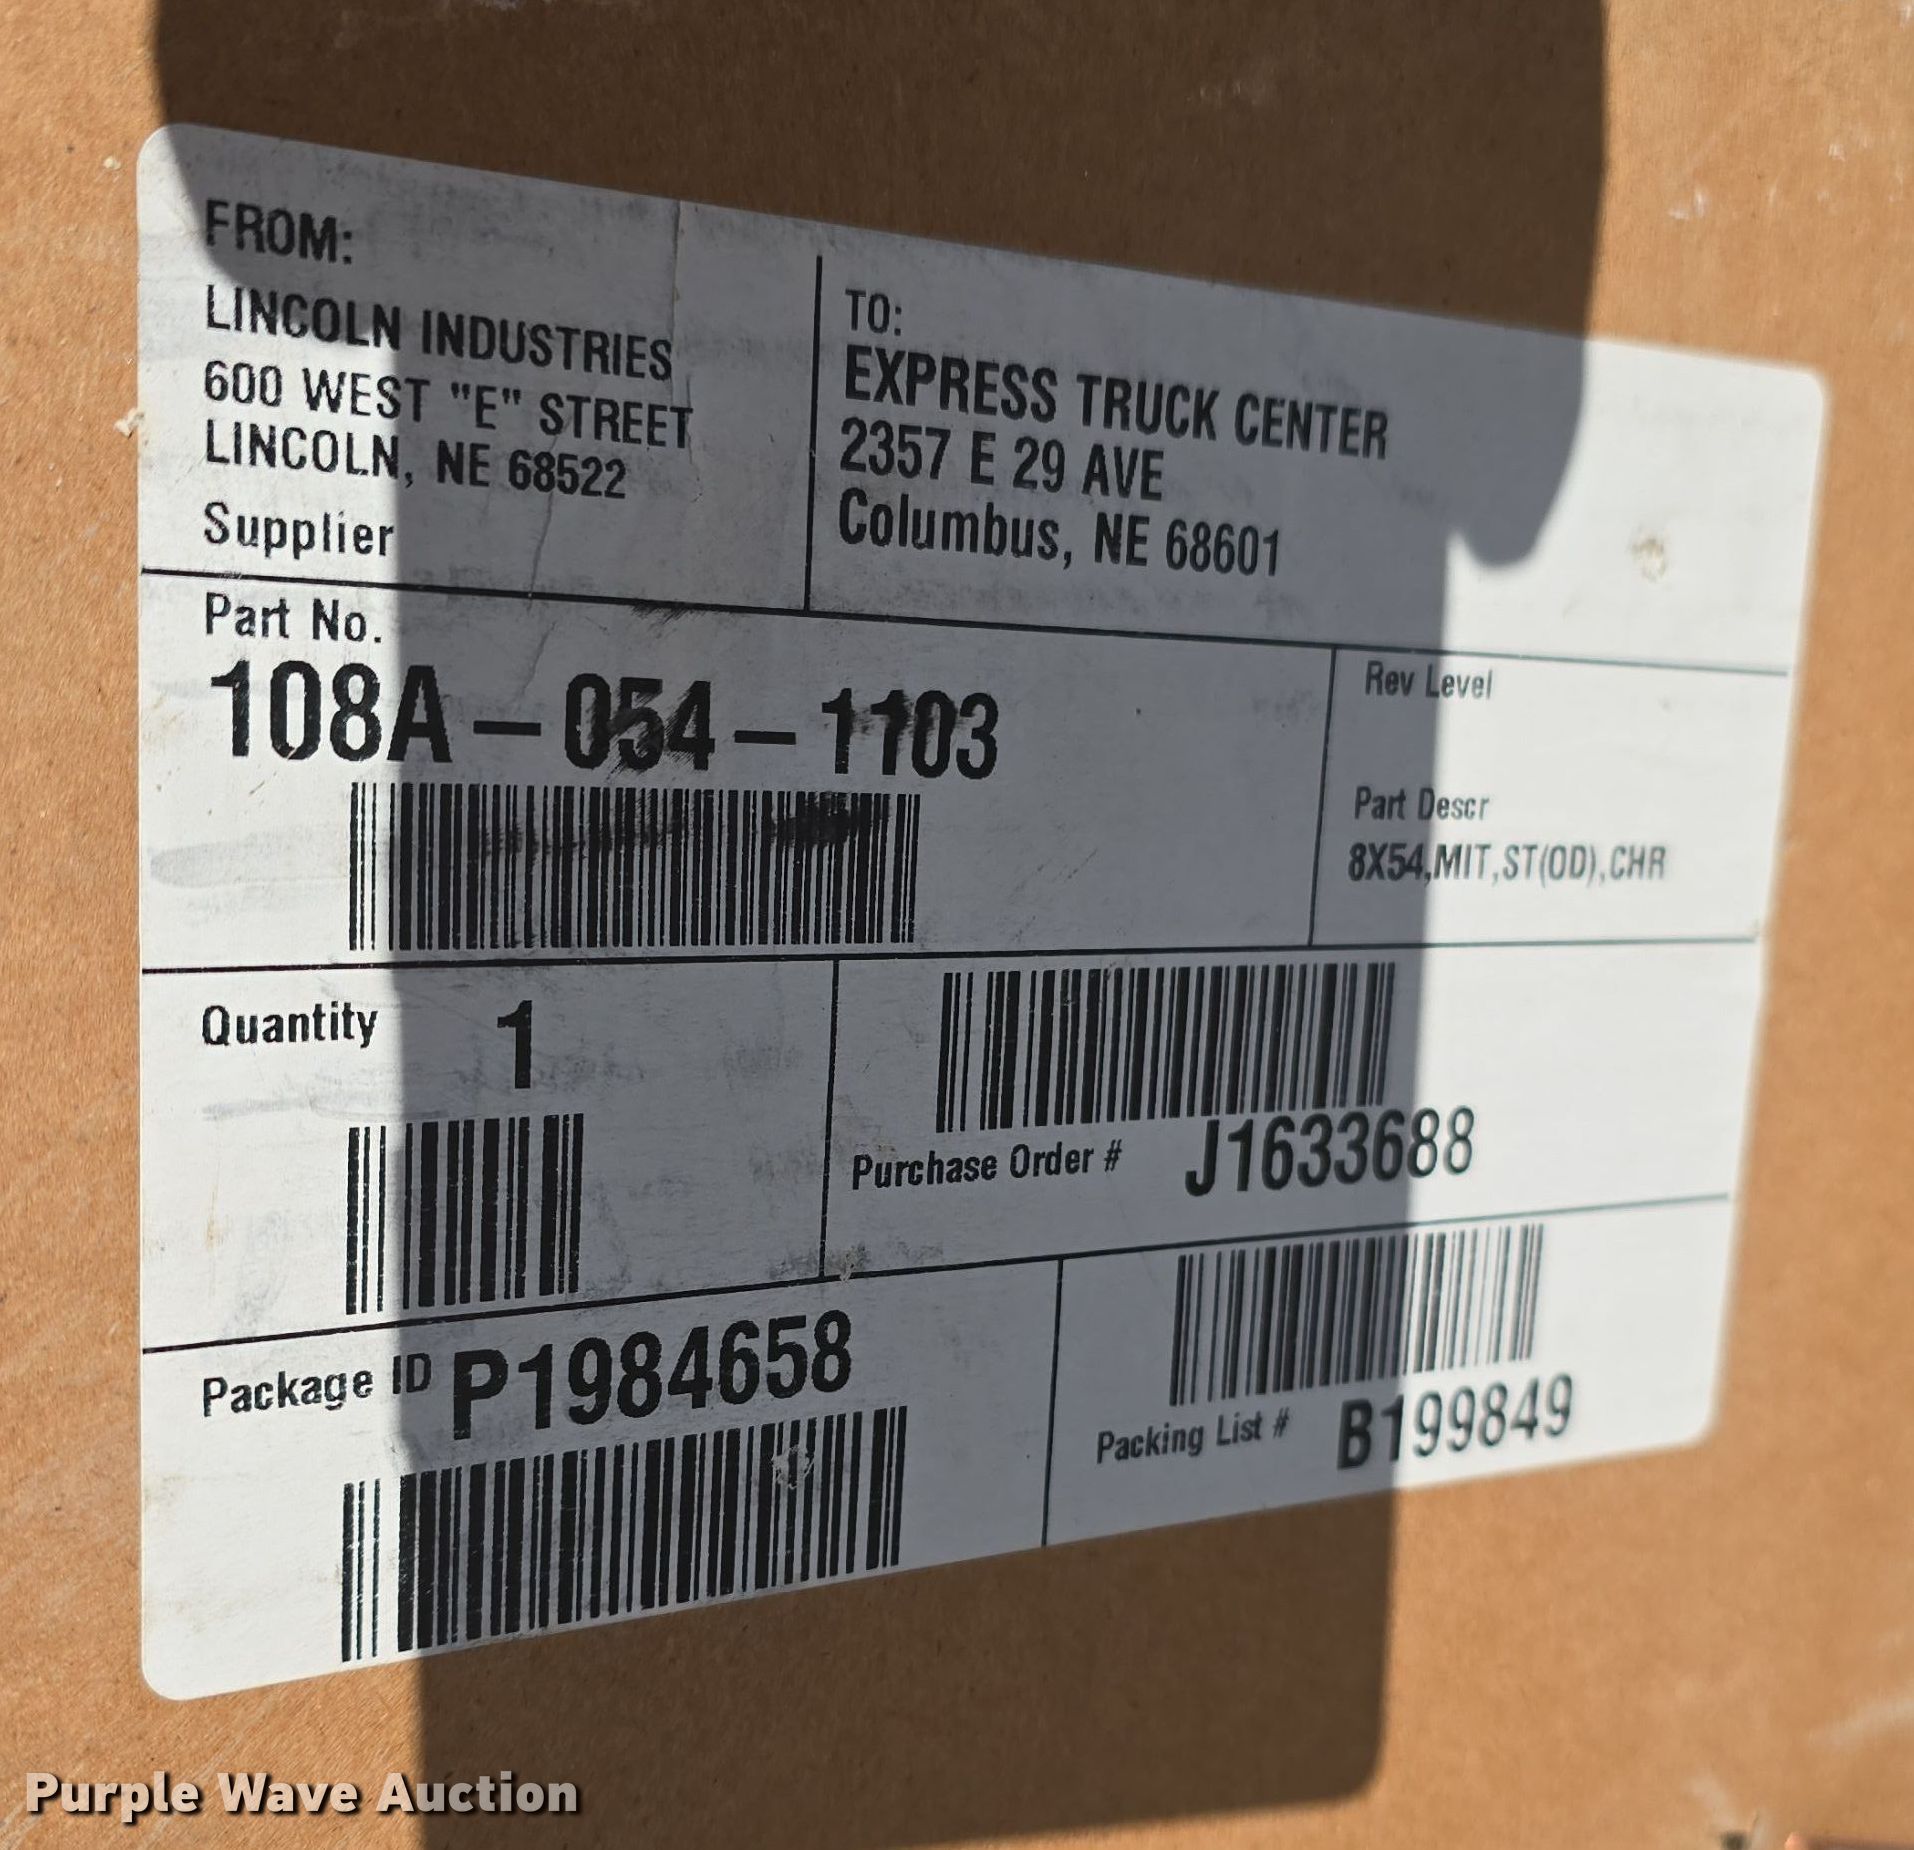 FROM:
LINCOLN INDUSTRIES
600 WEST "E" STREET
LINCOLN, NE 68522
Supplier
TO:
EXPRESS TRUCK CENTER
2357 E 29 AVE
Columbus, NE 68601
Part No.
108A-054-1103
Rev Level
Part Descr
8X54,MIT,ST(OD),CHR
Quantity 1
Purchase Order # J1633688
Package ID P1984658
Packing List # B199849
Purple Wave Auction